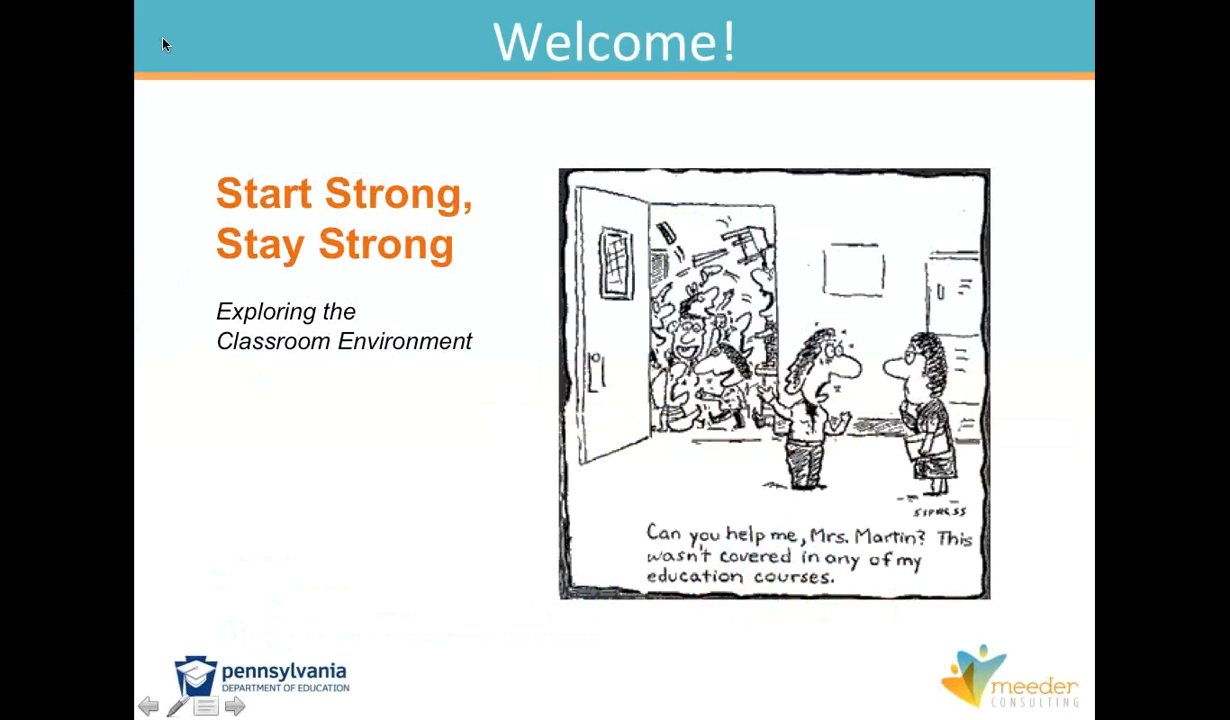 Welcome!
Start Strong,
Stay Strong
Exploring the
Classroom Environment
SIPRESS
Can you help me, Mrs. Martin? This
wasn't covered in any of my
education courses.
pennsylvania
DEPARTMENT OF EDUCATION
meeder
CONSULTING